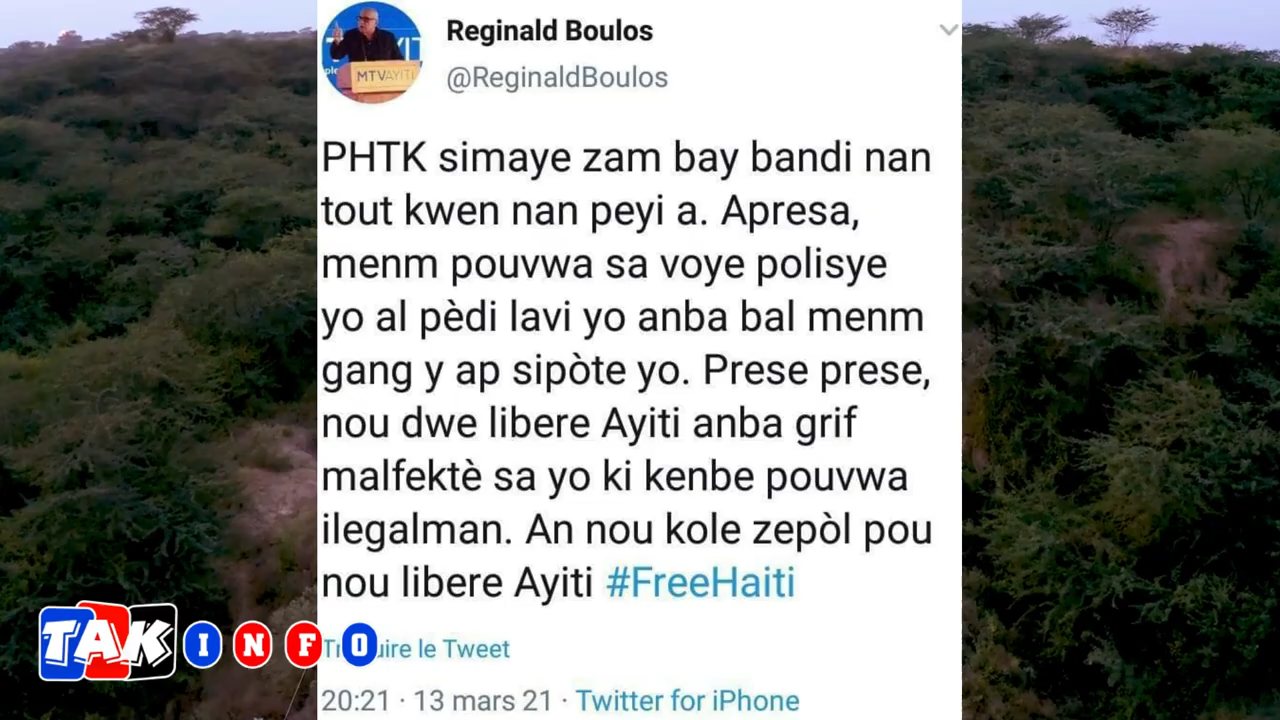 Reginald Boulos
@ReginaldBoulos
MTVAYITI
PHTK simaye zam bay bandi nan
tout kwen nan peyi a. Apresa,
menm pouvwa sa voye polisye
yo al pèdi lavi yo anba bal menm
gang y ap sipòte yo. Prese prese,
nou dwe libere Ayiti anba grif
malfektè sa yo ki kenbe pouvwa
ilegalman. An nou kole zepòl pou
nou libere Ayiti #FreeHaiti
TAK INFO
le Tweet
20:21 · 13 mars 21 · Twitter for iPhone